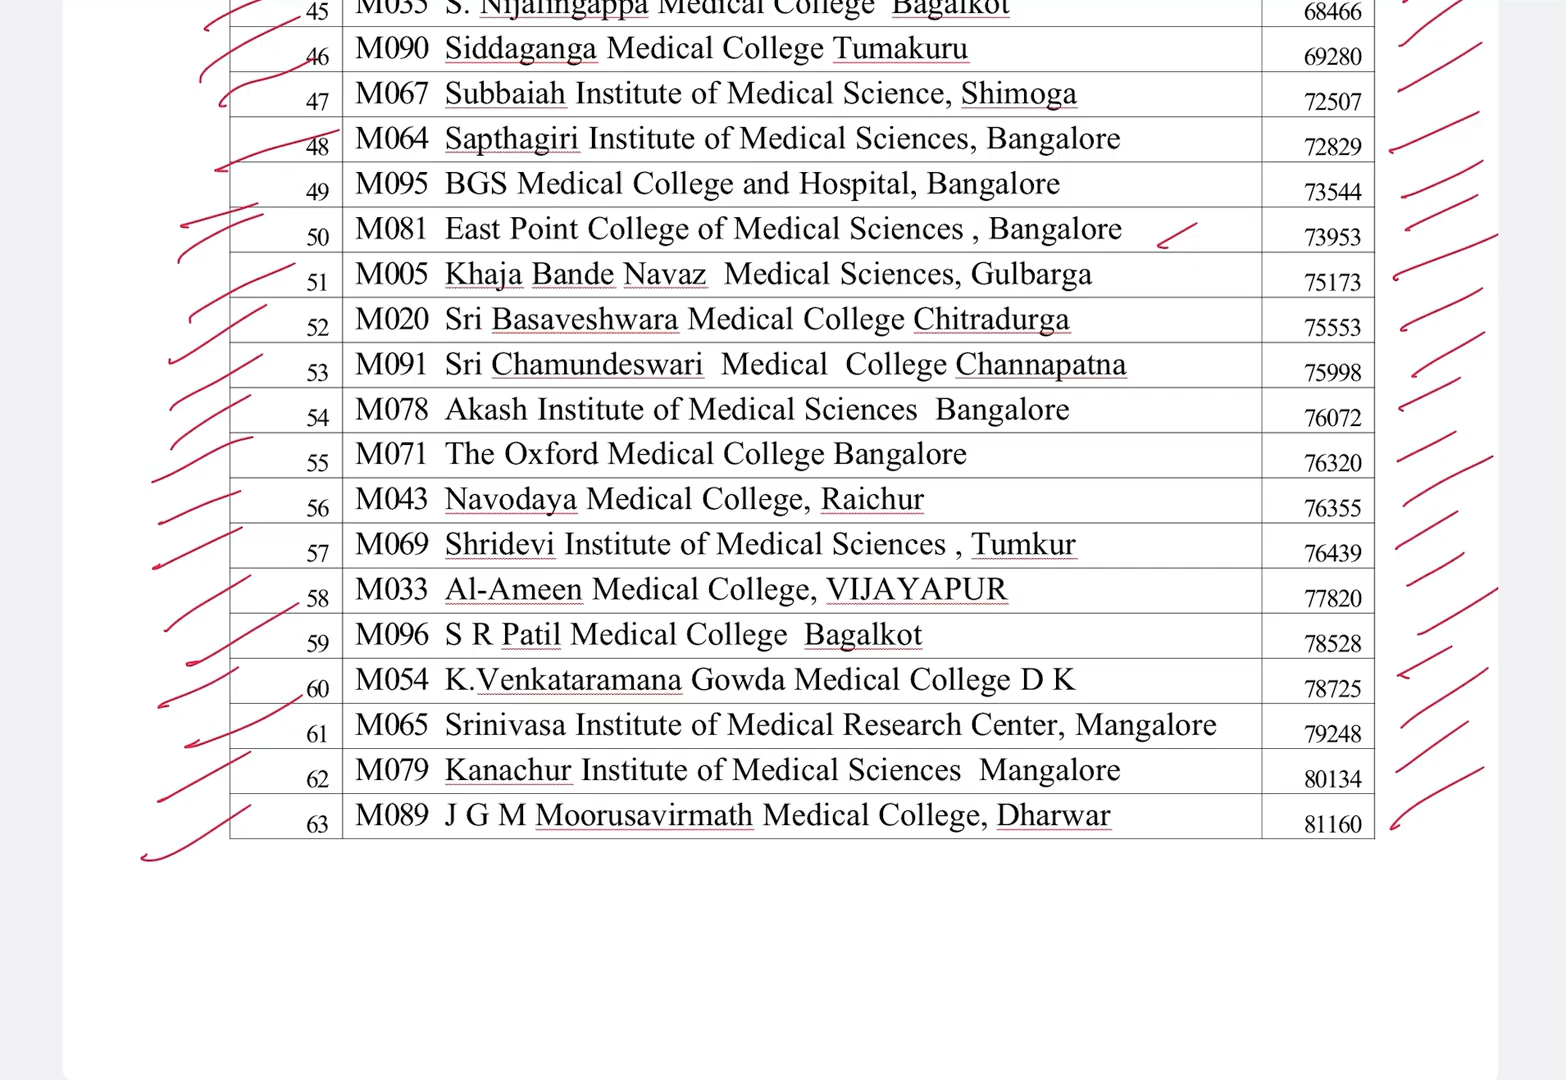 45 M035 S. Nijalingappa Medical College Bagalkot 68466
46 M090 Siddaganga Medical College Tumakuru 69280
47 M067 Subbaiah Institute of Medical Science, Shimoga 72507
48 M064 Sapthagiri Institute of Medical Sciences, Bangalore 72829
49 M095 BGS Medical College and Hospital, Bangalore 73544
50 M081 East Point College of Medical Sciences , Bangalore 73953
51 M005 Khaja Bande Navaz Medical Sciences, Gulbarga 75173
52 M020 Sri Basaveshwara Medical College Chitradurga 75553
53 M091 Sri Chamundeswari Medical College Channapatna 75998
54 M078 Akash Institute of Medical Sciences Bangalore 76072
55 M071 The Oxford Medical College Bangalore 76320
56 M043 Navodaya Medical College, Raichur 76355
57 M069 Shridevi Institute of Medical Sciences , Tumkur 76439
58 M033 Al-Ameen Medical College, VIJAYAPUR 77820
59 M096 S R Patil Medical College Bagalkot 78528
60 M054 K.Venkataramana Gowda Medical College D K 78725
61 M065 Srinivasa Institute of Medical Research Center, Mangalore 79248
62 M079 Kanachur Institute of Medical Sciences Mangalore 80134
63 M089 J G M Moorusavirmath Medical College, Dharwar 81160